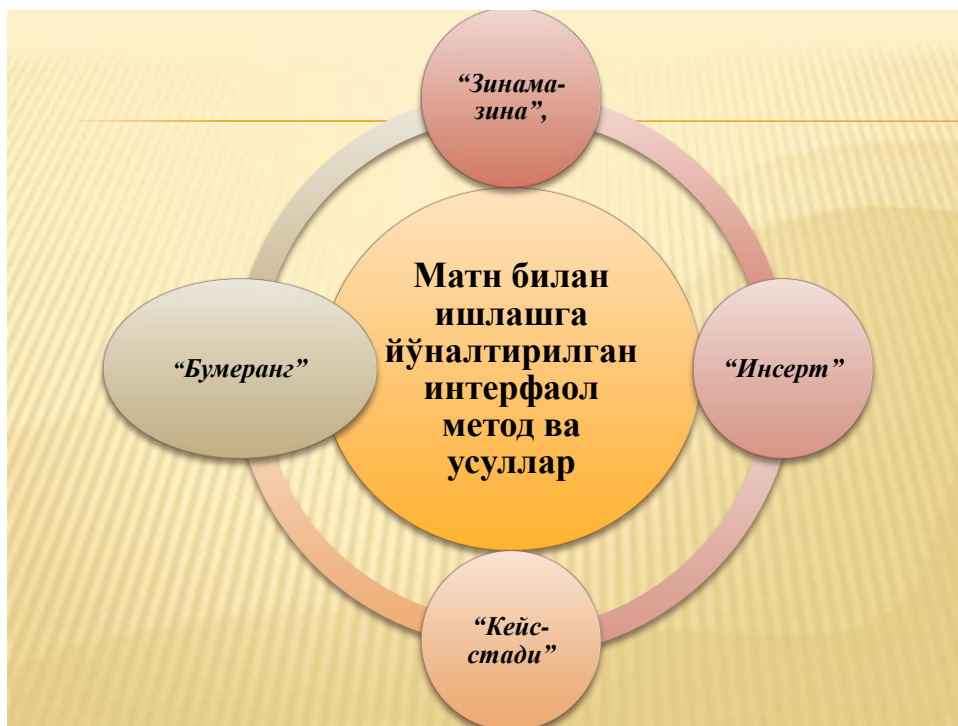 “Зинама-
зина”,
Матн билан
ишлашга
йўналтирилган
интерфаол
метод ва
усуллар
“Бумеранг”
“Инсерт”
“Кейс-
стади”